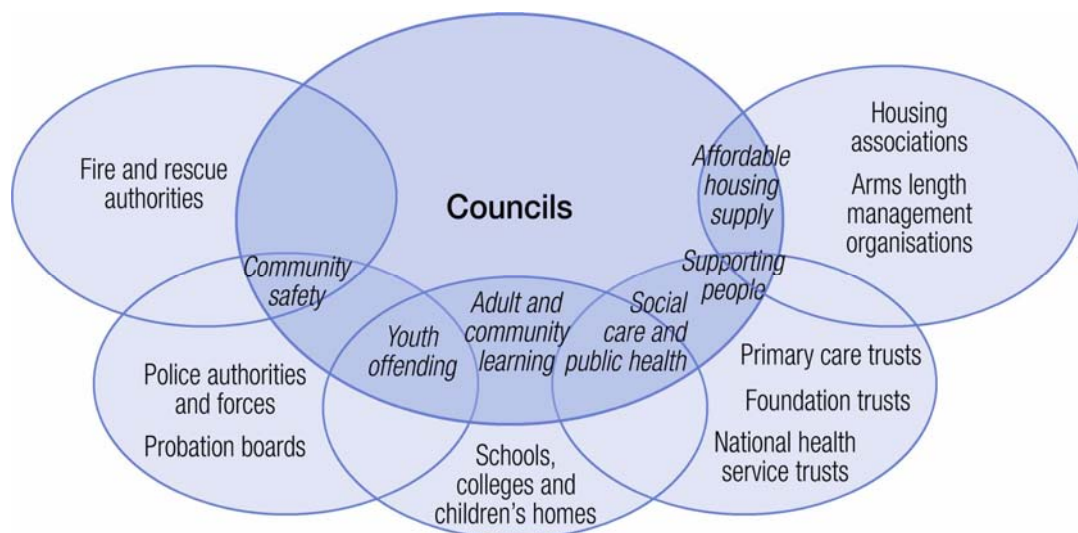 Fire and rescue
authorities
Councils
Affordable
housing
supply
Housing
associations
Arms length
management
organisations
Community
safety
Youth
offending
Adult and
community
learning
Social
care and
public health
Supporting
people
Police authorities
and forces
Probation boards
Schools,
colleges and
children's homes
Primary care trusts
Foundation trusts
National health
service trusts